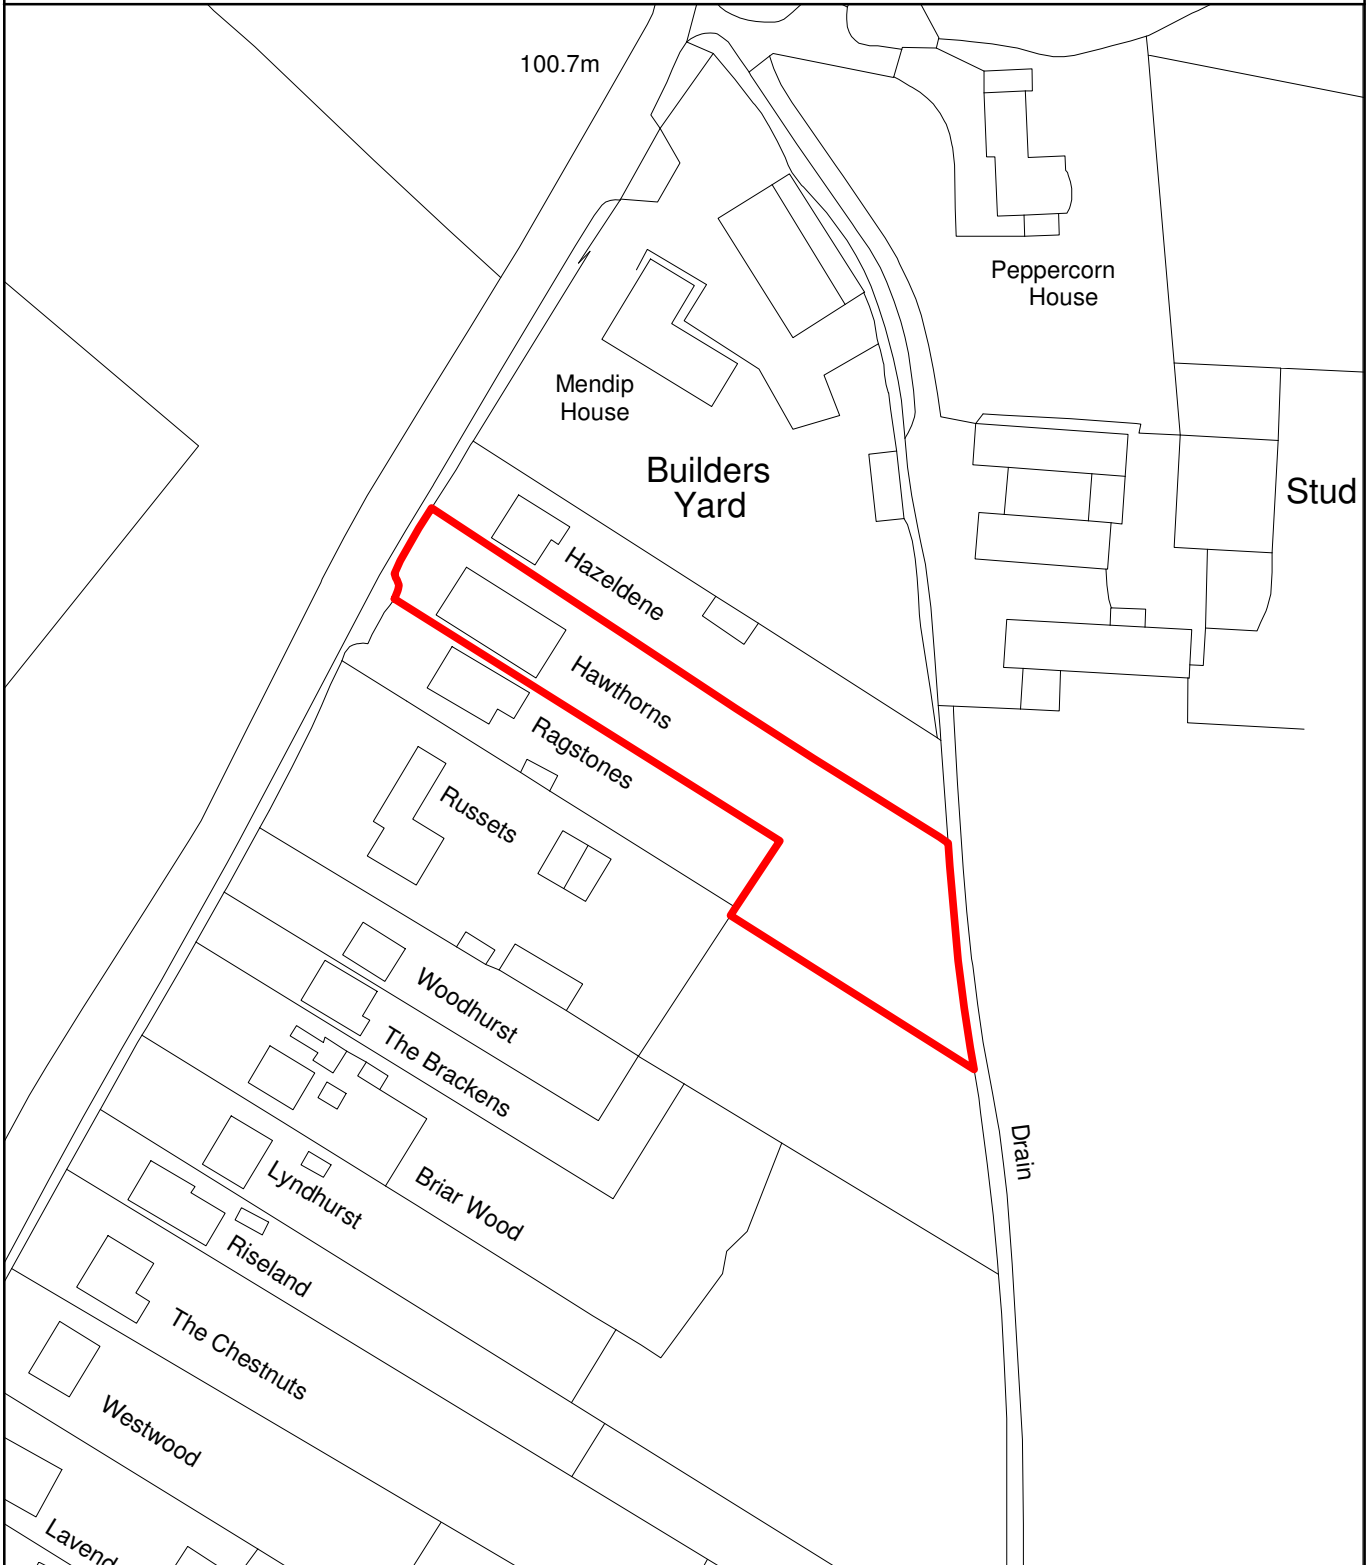 100.7m
Peppercorn
House
Mendip
House
Builders
Yard
Stud
Hazeldene
Hawthorns
Ragstones
Russets
Woodhurst
The Brackens
Drain
Briar Wood
Lyndhurst
Riseland
The Chestnuts
Westwood
Lavend